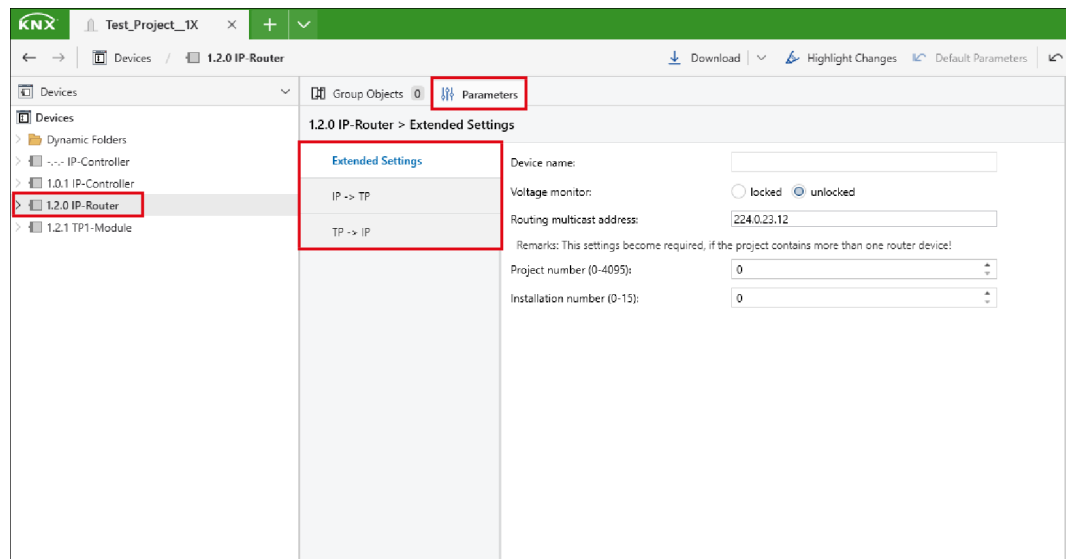 KNX Test_Project__1X × +
Devices / 1.2.0 IP-Router Download Highlight Changes Default Parameters
Devices
Group Objects 0 Parameters
Devices
Dynamic Folders
-.-.- IP-Controller
1.0.1 IP-Controller
1.2.0 IP-Router
1.2.1 TP1-Module
1.2.0 IP-Router > Extended Settings
Extended Settings
IP -> TP
TP -> IP
Device name:
Voltage monitor: locked unlocked
Routing multicast address: 224.0.23.12
Remarks: This settings become required, if the project contains more than one router device!
Project number (0-4095): 0
Installation number (0-15): 0